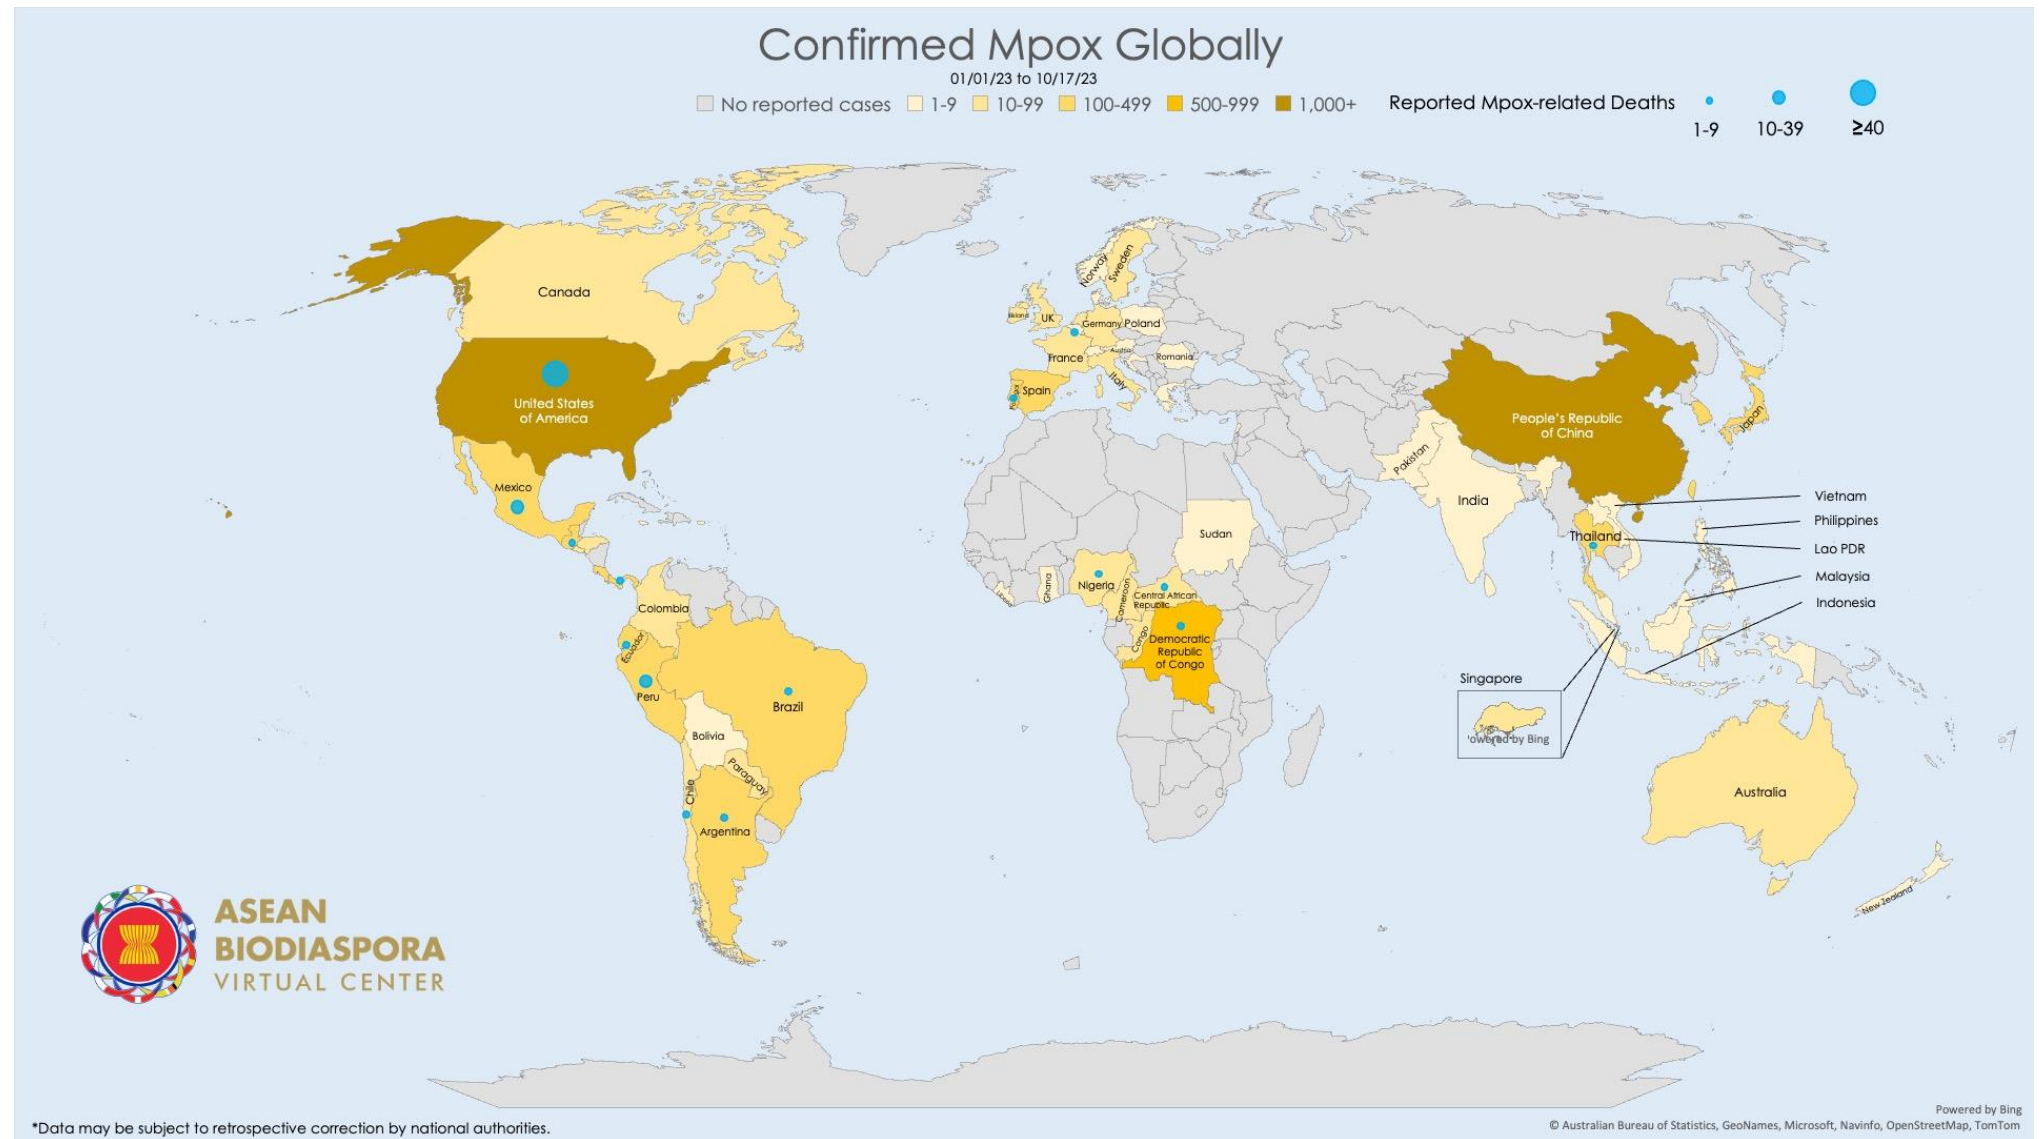 Confirmed Mpox Globally
01/01/23 to 10/17/23
No reported cases 1-9 10-99 100-499 500-999 1,000+
Reported Mpox-related Deaths
1-9 10-39 ≥40
Canada
United States
of America
Mexico
Colombia
Ecuador
Peru
Brazil
Bolivia
Paraguay
Chile
Argentina
Norway
Sweden
UK
Germany
Poland
France
Austria
Romania
Italy
Spain
Sudan
Ghana
Nigeria
Cameroon
Central African
Republic
Congo
Democratic
Republic
of Congo
Pakistan
India
People's Republic
of China
Japan
Thailand
Vietnam
Philippines
Lao PDR
Malaysia
Indonesia
Singapore
owered by Bing
Australia
New Zealand
ASEAN
BIODIASPORA
VIRTUAL CENTER
*Data may be subject to retrospective correction by national authorities.
Powered by Bing
© Australian Bureau of Statistics, GeoNames, Microsoft, Navinfo, OpenStreetMap, TomTom